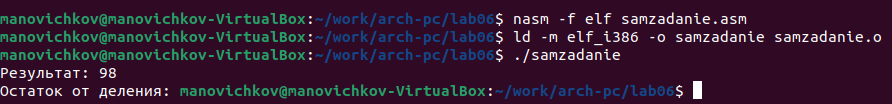 manovichkov@manovichkov-VirtualBox:~/work/arch-pc/lab06$ nasm -f elf samzadanie.asm
manovichkov@manovichkov-VirtualBox:~/work/arch-pc/lab06$ ld -m elf_i386 -o samzadanie samzadanie.o
manovichkov@manovichkov-VirtualBox:~/work/arch-pc/lab06$ ./samzadanie
Результат: 98
Остаток от деления: manovichkov@manovichkov-VirtualBox:~/work/arch-pc/lab06$